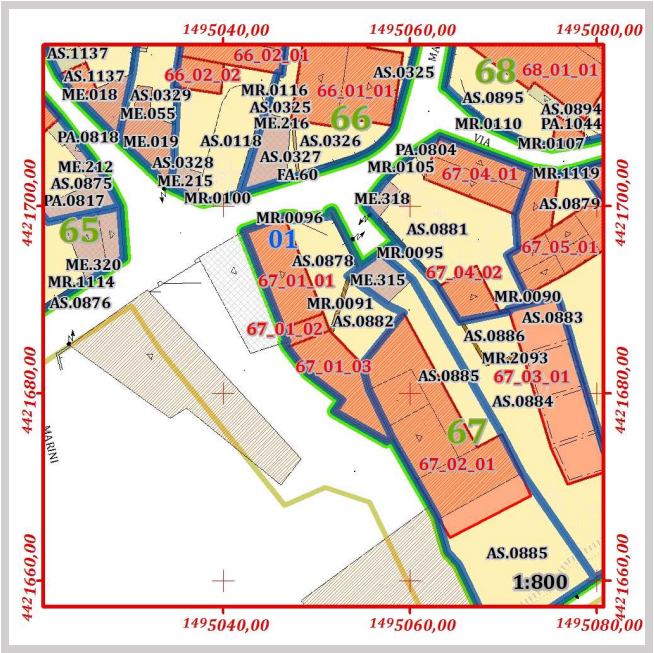 1495040,00 1495060,00 1495080,00
AS.1137
66_02_01
MA
AS.1137
66_02_02
AS.0325
68
68_01_01
ME.018
AS.0329
MR.0116
66_01_01
AS.0895
ME.055
AS.0325
AS.0894
ME.216
66
MR.0110
PA.1044
PA.0818
ME.019
AS.0118
AS.0326
VIA
MR.0107
AS.0327
PA.0804
ME.212
AS.0328
FA.60
MR.0105
67_04_01
MR.1119
AS.0875
ME.215
PA.0817
MR.0100
ME.318
AS.0879
4421700,00
4421700,00
MR.0096
65
01
AS.0881
67_05_01
ME.320
AS.0878
MR.0095
MR.1114
67_01_01
ME.315
67_04_02
AS.0876
MR.0091
MR.0090
67_01_02
AS.0882
AS.0883
AS.0886
67_01_03
MR.2093
AS.0885
67_03_01
4421680,00
4421680,00
AS.0884
MARINI
67
67_02_01
AS.0885
1:800
4421660,00
4421660,00
1495040,00 1495060,00 1495080,00